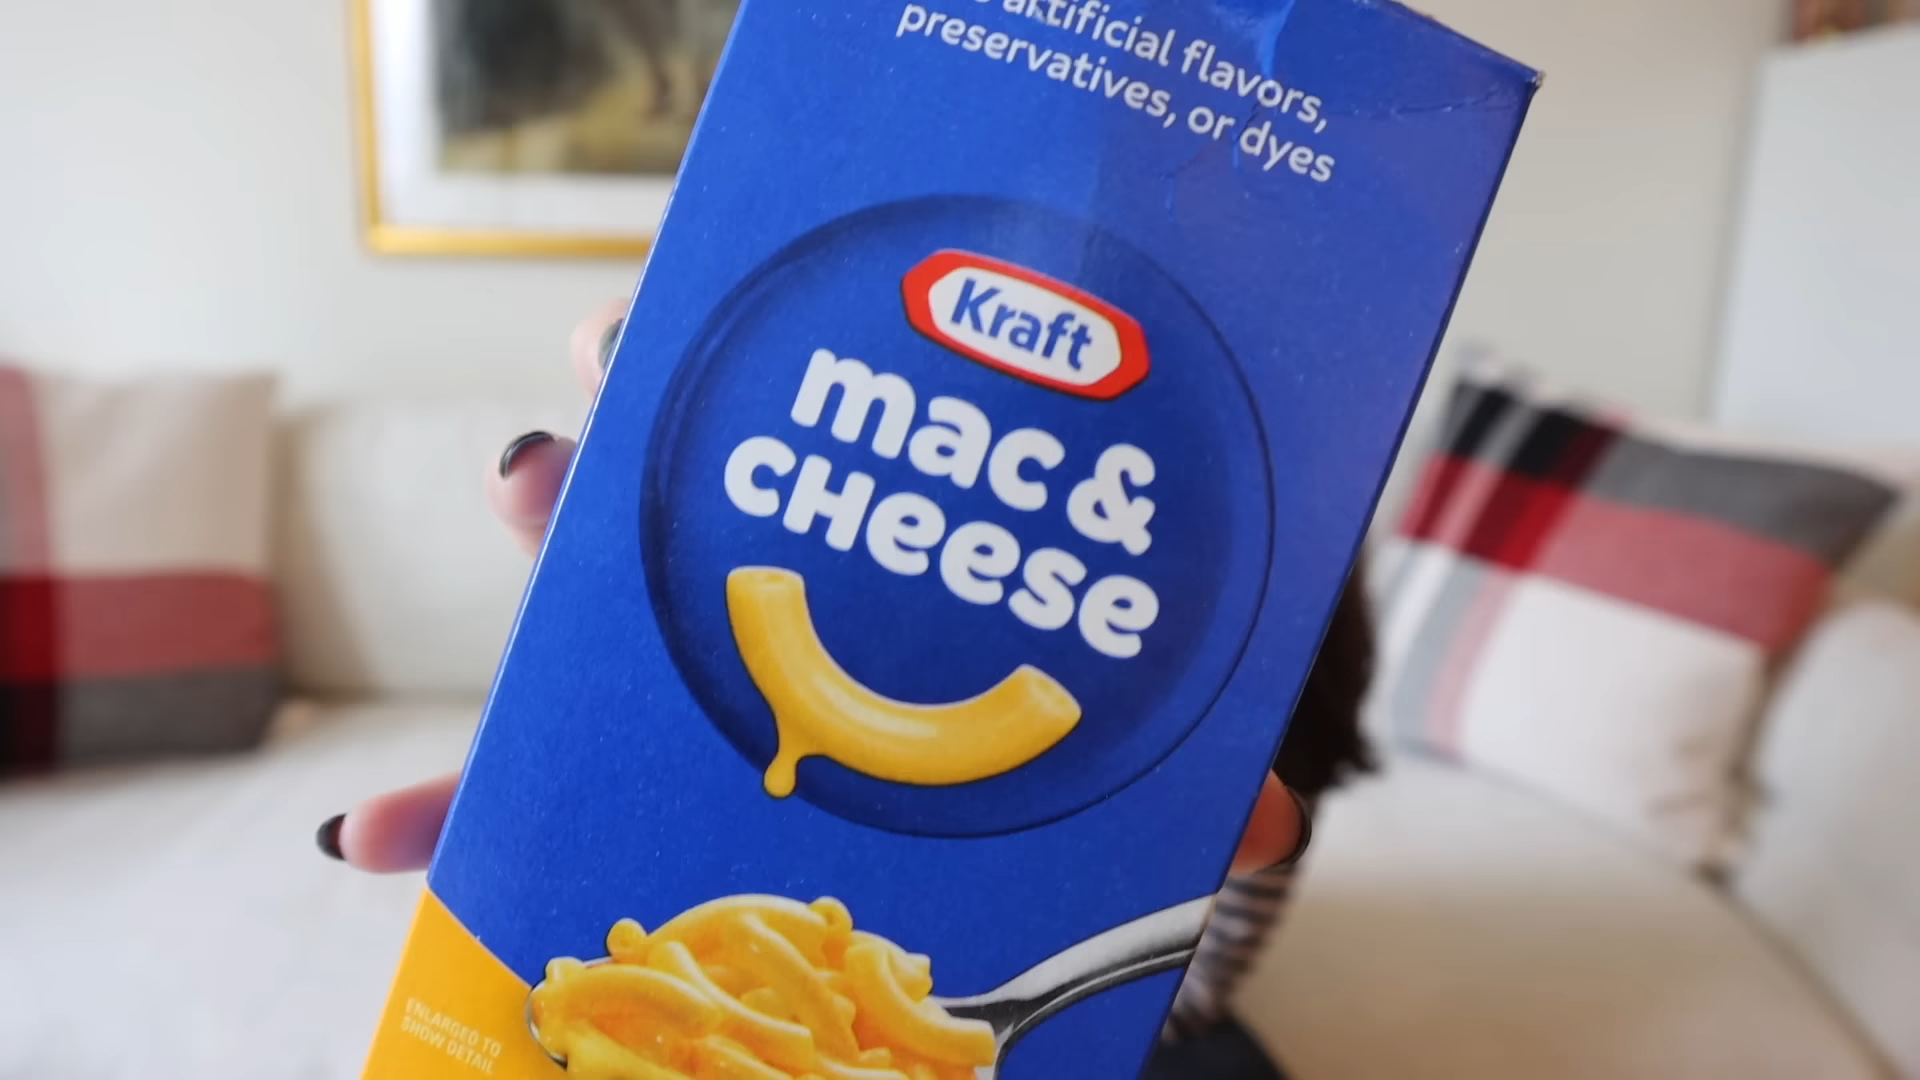 artificial flavors,
preservatives, or dyes
Kraft
mac &
cHeese
ENLARGED TO
SHOW DETAIL